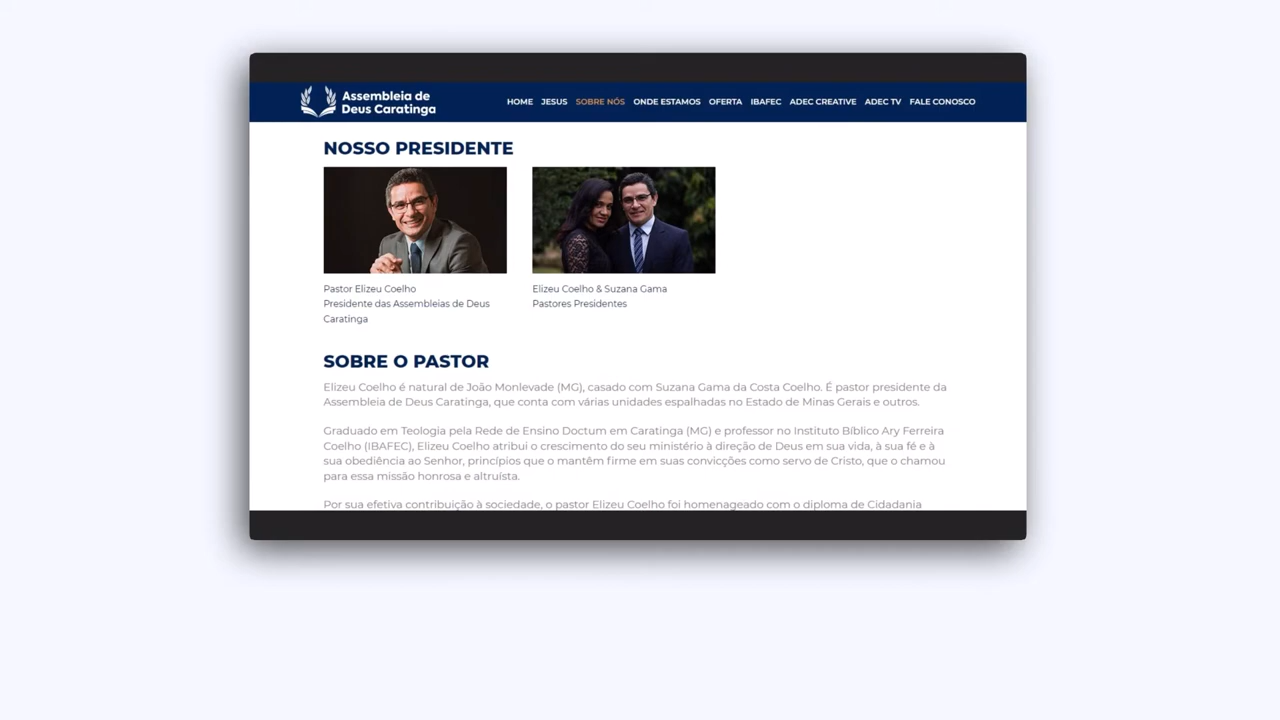 Assembleia de
Deus Caratinga
HOME JESUS SOBRE NÓS ONDE ESTAMOS OFERTA IBAFEC ADEC CREATIVE ADEC TV FALE CONOSCO
NOSSO PRESIDENTE
Pastor Elizeu Coelho
Presidente das Assembleias de Deus
Caratinga
Elizeu Coelho & Suzana Gama
Pastores Presidentes
SOBRE O PASTOR
Elizeu Coelho é natural de João Monlevade (MG), casado com Suzana Gama da Costa Coelho. É pastor presidente da
Assembleia de Deus Caratinga, que conta com várias unidades espalhadas no Estado de Minas Gerais e outros.
Graduado em Teologia pela Rede de Ensino Doctum em Caratinga (MG) e professor no Instituto Bíblico Ary Ferreira
Coelho (IBAFEC), Elizeu Coelho atribui o crescimento do seu ministério à direção de Deus em sua vida, à sua fé e à
sua obediência ao Senhor, princípios que o mantêm firme em suas convicções como servo de Cristo, que o chamou
para essa missão honrosa e altruísta.
Por sua efetiva contribuição à sociedade, o pastor Elizeu Coelho foi homenageado com o diploma de Cidadania